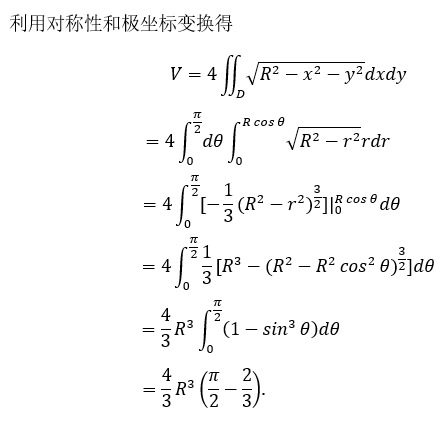 利用对称性和极坐标变换得
V = 4 ∬_D √(R² − x² − y²) dxdy
= 4 ∫_0^{π/2} dθ ∫_0^{R cos θ} √(R² − r²) rdr
= 4 ∫_0^{π/2} [−1/3 (R² − r²)^{3/2}]|_0^{R cos θ} dθ
= 4 ∫_0^{π/2} 1/3 [R³ − (R² − R² cos² θ)^{3/2}]dθ
= 4/3 R³ ∫_0^{π/2} (1 − sin³ θ)dθ
= 4/3 R³ (π/2 − 2/3).